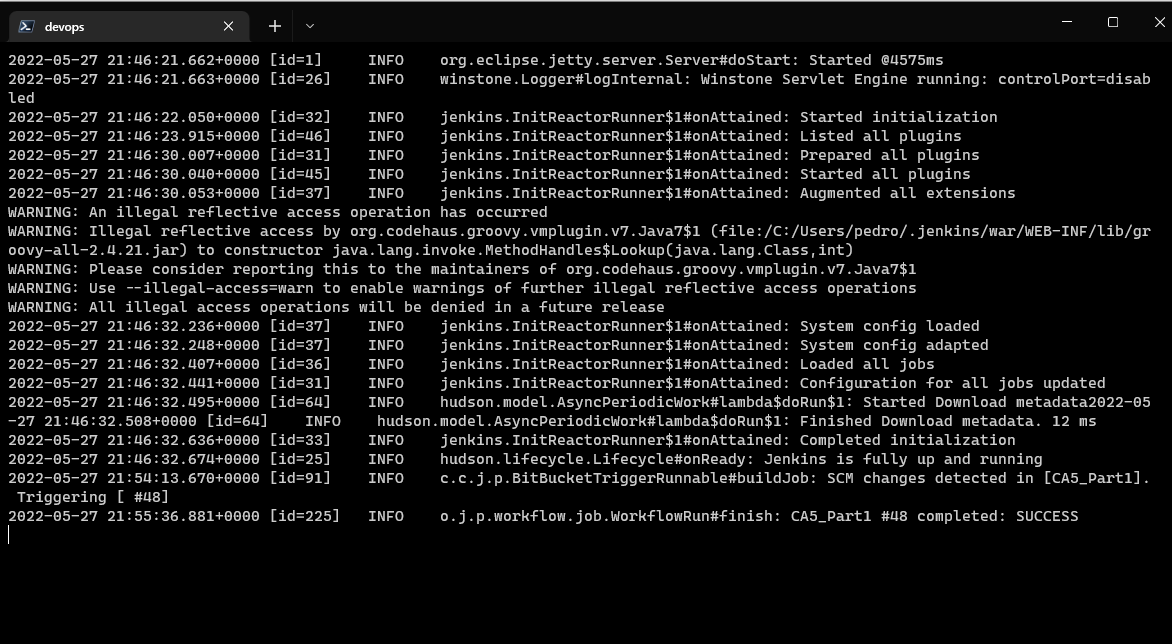 devops
2022-05-27 21:46:21.662+0000 [id=1]     INFO    org.eclipse.jetty.server.Server#doStart: Started @4575ms
2022-05-27 21:46:21.663+0000 [id=26]    INFO    winstone.Logger#logInternal: Winstone Servlet Engine running: controlPort=disab
led
2022-05-27 21:46:22.050+0000 [id=32]    INFO    jenkins.InitReactorRunner$1#onAttained: Started initialization
2022-05-27 21:46:23.915+0000 [id=46]    INFO    jenkins.InitReactorRunner$1#onAttained: Listed all plugins
2022-05-27 21:46:30.007+0000 [id=31]    INFO    jenkins.InitReactorRunner$1#onAttained: Prepared all plugins
2022-05-27 21:46:30.040+0000 [id=45]    INFO    jenkins.InitReactorRunner$1#onAttained: Started all plugins
2022-05-27 21:46:30.053+0000 [id=37]    INFO    jenkins.InitReactorRunner$1#onAttained: Augmented all extensions
WARNING: An illegal reflective access operation has occurred
WARNING: Illegal reflective access by org.codehaus.groovy.vmplugin.v7.Java7$1 (file:/C:/Users/pedro/.jenkins/war/WEB-INF/lib/gr
oovy-all-2.4.21.jar) to constructor java.lang.invoke.MethodHandles$Lookup(java.lang.Class,int)
WARNING: Please consider reporting this to the maintainers of org.codehaus.groovy.vmplugin.v7.Java7$1
WARNING: Use --illegal-access=warn to enable warnings of further illegal reflective access operations
WARNING: All illegal access operations will be denied in a future release
2022-05-27 21:46:32.236+0000 [id=37]    INFO    jenkins.InitReactorRunner$1#onAttained: System config loaded
2022-05-27 21:46:32.248+0000 [id=37]    INFO    jenkins.InitReactorRunner$1#onAttained: System config adapted
2022-05-27 21:46:32.407+0000 [id=36]    INFO    jenkins.InitReactorRunner$1#onAttained: Loaded all jobs
2022-05-27 21:46:32.441+0000 [id=31]    INFO    jenkins.InitReactorRunner$1#onAttained: Configuration for all jobs updated
2022-05-27 21:46:32.495+0000 [id=64]    INFO    hudson.model.AsyncPeriodicWork#lambda$doRun$1: Started Download metadata2022-05
-27 21:46:32.508+0000 [id=64]    INFO    hudson.model.AsyncPeriodicWork#lambda$doRun$1: Finished Download metadata. 12 ms
2022-05-27 21:46:32.636+0000 [id=33]    INFO    jenkins.InitReactorRunner$1#onAttained: Completed initialization
2022-05-27 21:46:32.674+0000 [id=25]    INFO    hudson.lifecycle.Lifecycle#onReady: Jenkins is fully up and running
2022-05-27 21:54:13.670+0000 [id=91]    INFO    c.c.j.p.BitBucketTriggerRunnable#buildJob: SCM changes detected in [CA5_Part1].
 Triggering [ #48]
2022-05-27 21:55:36.881+0000 [id=225]   INFO    o.j.p.workflow.job.WorkflowRun#finish: CA5_Part1 #48 completed: SUCCESS